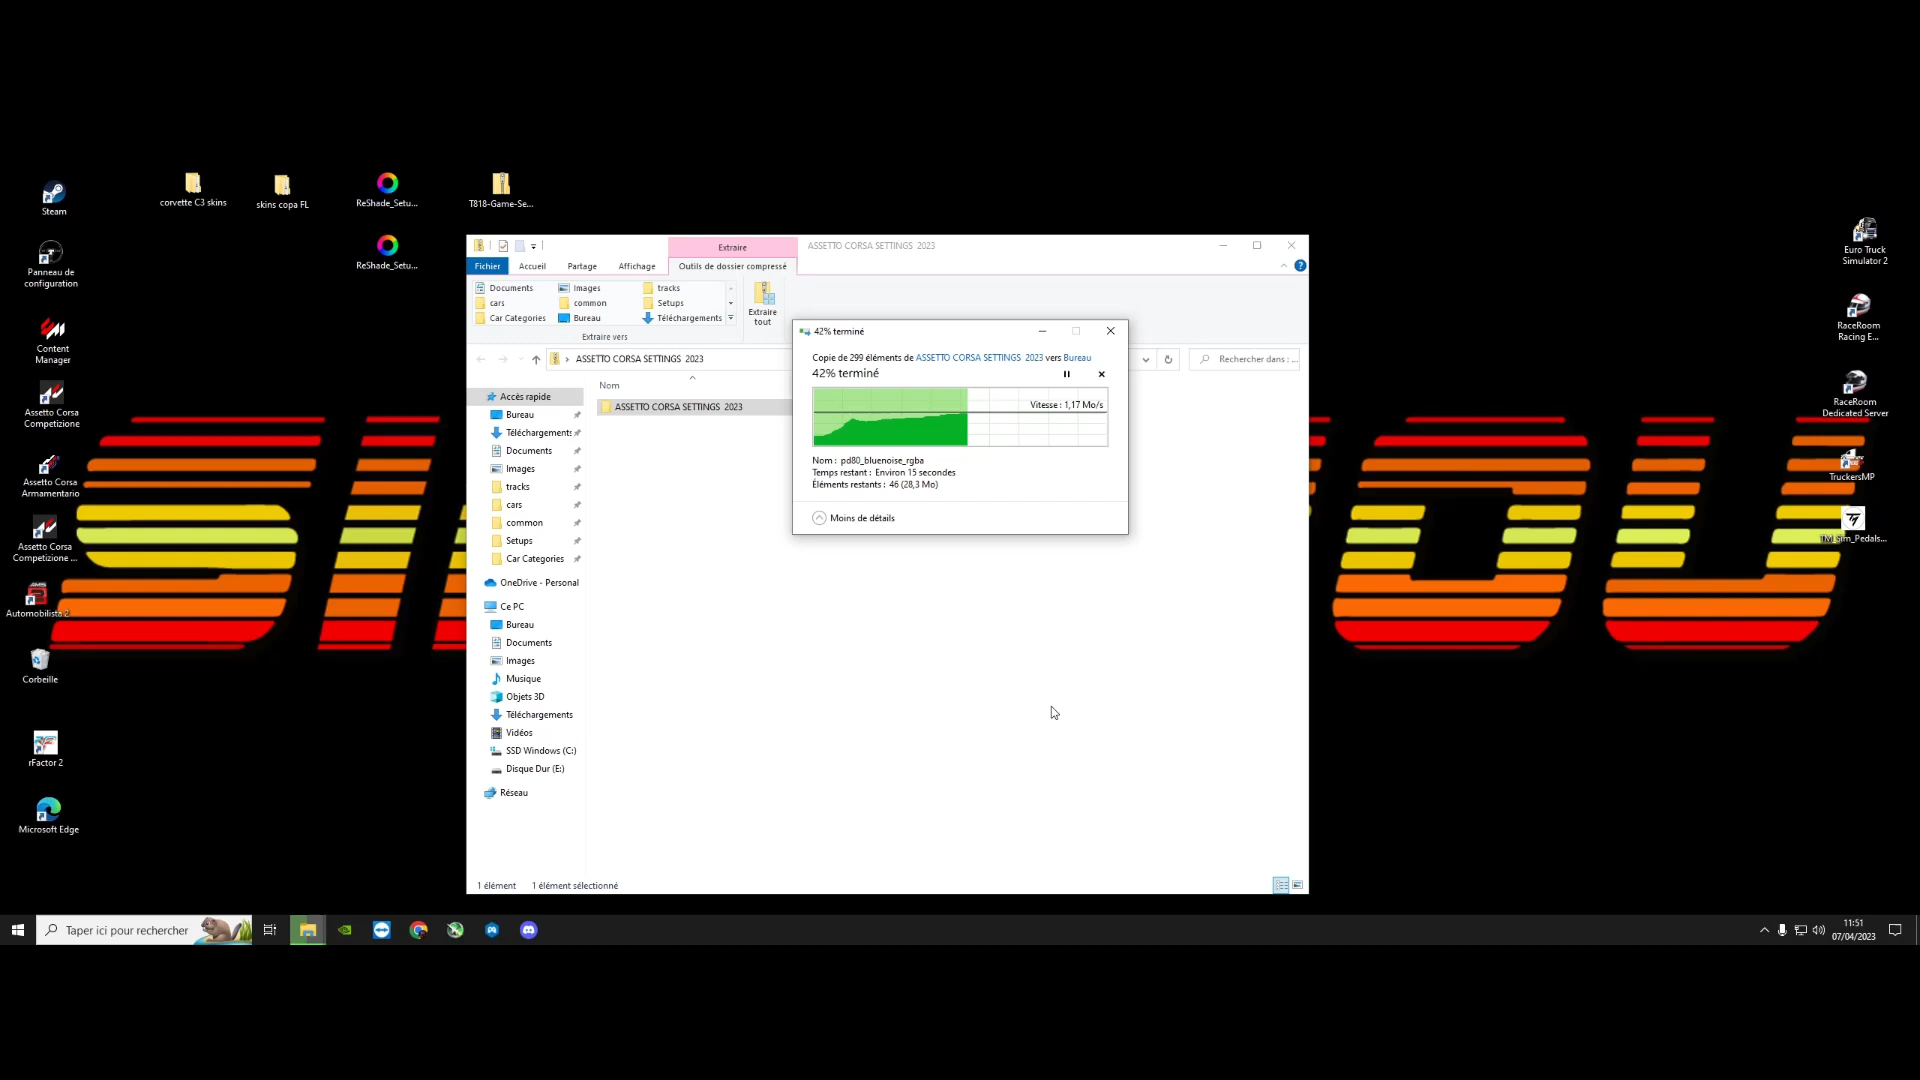 Steam
corvette C3 skins
skins copa FL
ReShade_Setu...
T818-Game-Se...
Panneau de
configuration
ReShade_Setu...
Content
Manager
Assetto Corsa
Competizione
Assetto Corsa
Armamentario
Assetto Corsa
Competizione ...
Automobilista 2
Corbeille
rFactor 2
Microsoft Edge
Extraire
ASSETTO CORSA SETTINGS 2023
Fichier
Accueil
Partage
Affichage
Outils de dossier compressé
Documents
Images
tracks
cars
common
Setups
Car Categories
Bureau
Téléchargements
Extraire vers
Extraire
tout
ASSETTO CORSA SETTINGS 2023
Rechercher dans : ...
Nom
ASSETTO CORSA SETTINGS 2023
Accès rapide
Bureau
Téléchargements
Documents
Images
tracks
cars
common
Setups
Car Categories
OneDrive - Personal
Ce PC
Bureau
Documents
Images
Musique
Objets 3D
Téléchargements
Vidéos
SSD Windows (C:)
Disque Dur (E:)
Réseau
1 élément
1 élément sélectionné
42% terminé
Copie de 299 éléments de ASSETTO CORSA SETTINGS 2023 vers Bureau
42% terminé
Vitesse : 1,17 Mo/s
Nom : pd80_bluenoise_rgba
Temps restant : Environ 15 secondes
Éléments restants : 46 (28,3 Mo)
Moins de détails
Euro Truck
Simulator 2
RaceRoom
Racing E...
RaceRoom
Dedicated Server
TruckersMP
TM_Sim_Pedals...
Taper ici pour rechercher
11:51
07/04/2023